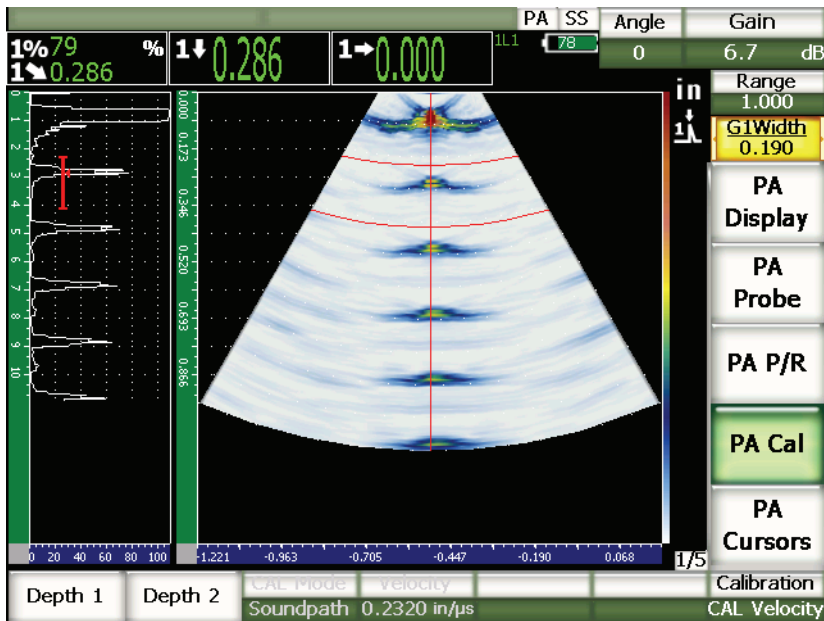 PA SS Angle Gain
1% 79 % 1 0.286 1 0.000 1L1 78 0 6.7 dB
1 0.286
in
Range
1.000
G1Width
0.190
PA
Display
PA
Probe
PA P/R
PA Cal
PA
Cursors
0 1 2 3 4 5 6 7 8 9 10
0.000 0.173 0.346 0.520 0.693 0.866
1
0 20 40 60 80 100
-1.221 -0.963 -0.705 -0.447 -0.190 0.068
1/5
Depth 1 Depth 2 CAL Mode Velocity Calibration
Soundpath 0.2320 in/µs CAL Velocity